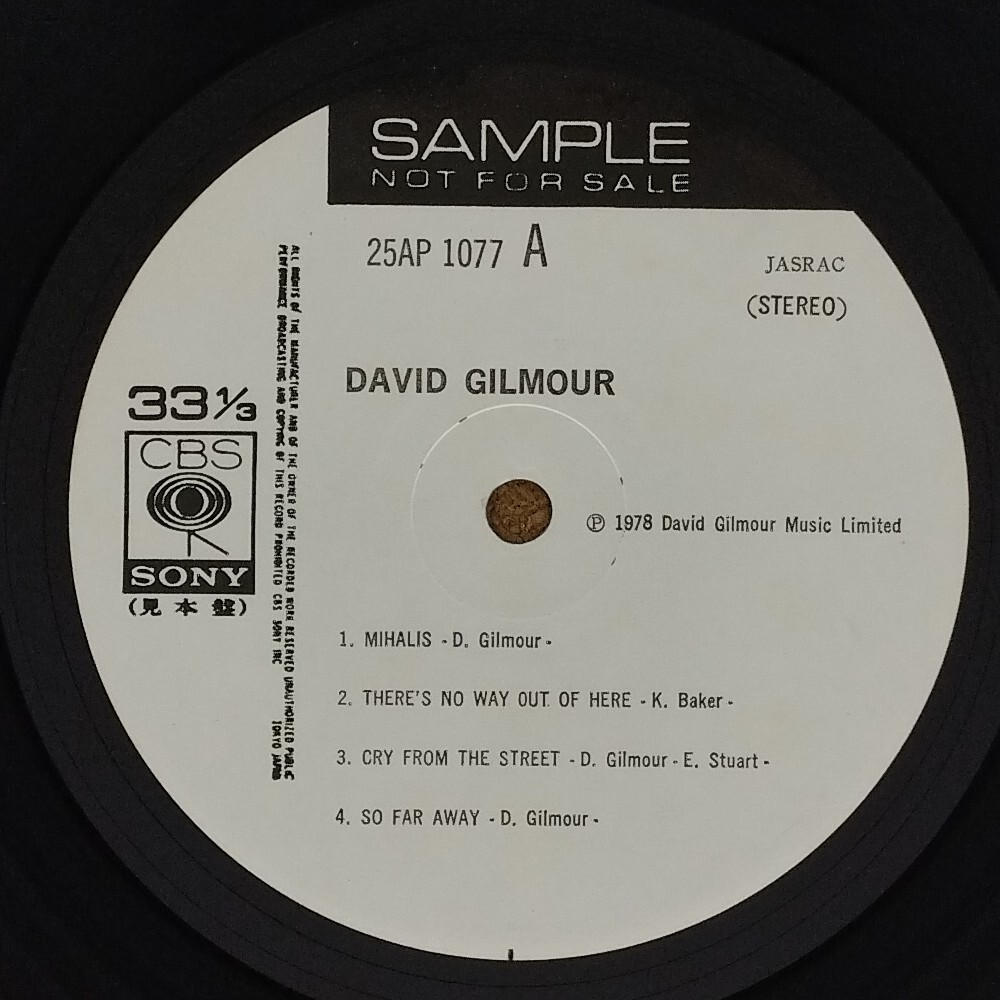 SAMPLE
NOT FOR SALE
25AP 1077 A
JASRAC
(STEREO)
DAVID GILMOUR
33 1/3
CBS
SONY
(見本盤)
ALL RIGHTS OF THE MANUFACTURER AND OF THE OWNER OF THE RECORDED WORK RESERVED UNAUTHORIZED PUBLIC
PERFORMANCE BROADCASTING AND COPYING OF THIS RECORD PROHIBITED CBS SONY INC TOKYO JAPAN
Ⓟ 1978 David Gilmour Music Limited
1. MIHALIS - D. Gilmour -
2. THERE'S NO WAY OUT OF HERE - K. Baker -
3. CRY FROM THE STREET - D. Gilmour - E. Stuart -
4. SO FAR AWAY - D. Gilmour -